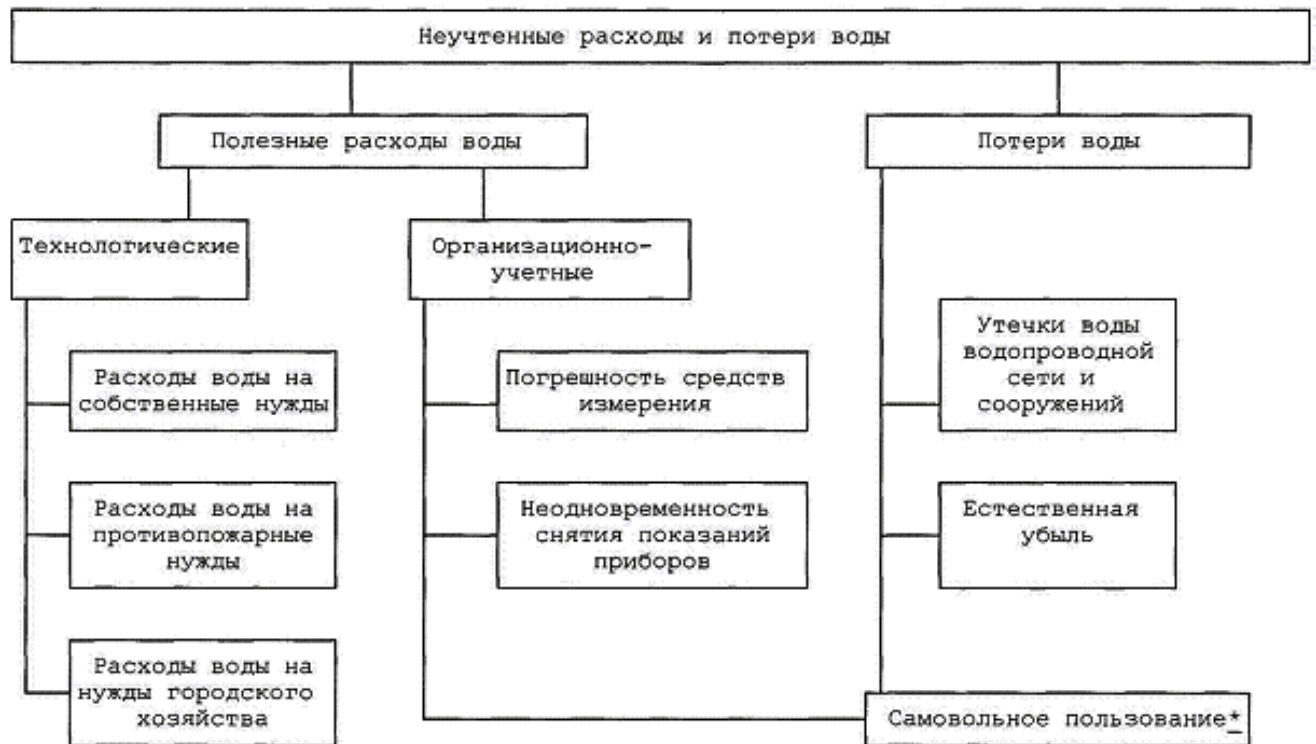 Неучтенные расходы и потери воды
Полезные расходы воды
Потери воды
Технологические
Организационно-
учетные
Утечки воды
водопроводной
сети и
сооружений
Расходы воды на
собственные нужды
Погрешность средств
измерения
Расходы воды на
противопожарные
нужды
Неодновременность
снятия показаний
приборов
Естественная
убыль
Расходы воды на
нужды городского
хозяйства
Самовольное пользование*